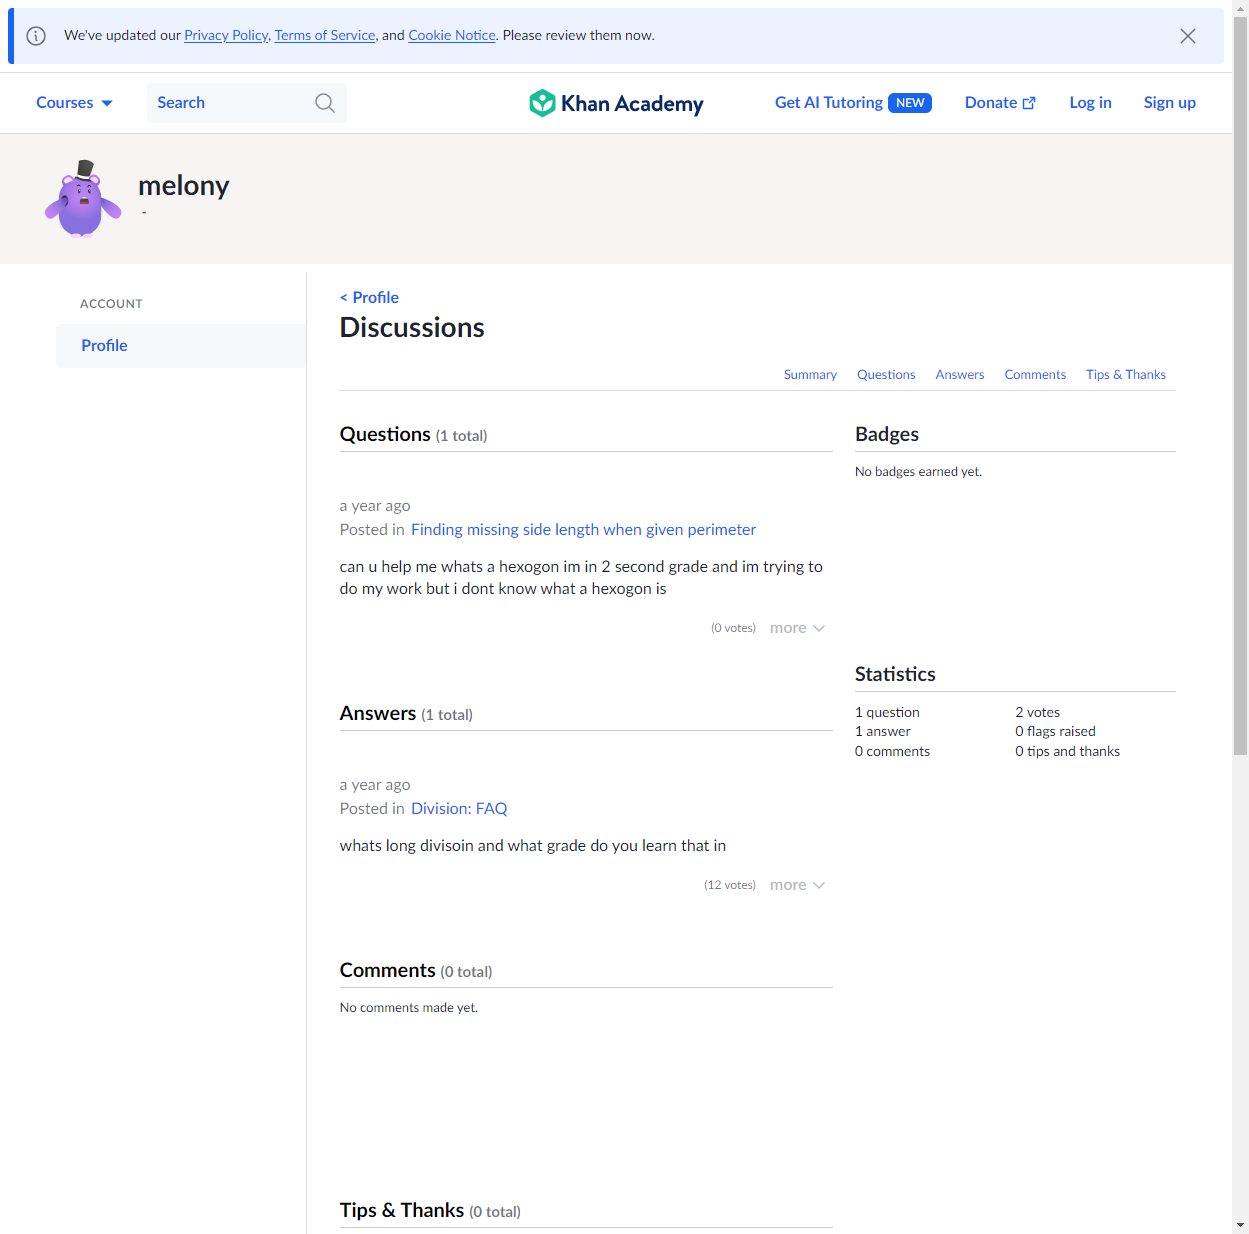 We've updated our Privacy Policy, Terms of Service, and Cookie Notice. Please review them now.
Courses
Search
Khan Academy
Get AI Tutoring NEW
Donate
Log in
Sign up
melony
-
ACCOUNT
Profile
< Profile
Discussions
Summary Questions Answers Comments Tips & Thanks
Questions (1 total)
a year ago
Posted in Finding missing side length when given perimeter
can u help me whats a hexogon im in 2 second grade and im trying to
do my work but i dont know what a hexogon is
(0 votes) more
Answers (1 total)
a year ago
Posted in Division: FAQ
whats long divisoin and what grade do you learn that in
(12 votes) more
Comments (0 total)
No comments made yet.
Tips & Thanks (0 total)
Badges
No badges earned yet.
Statistics
1 question 2 votes
1 answer 0 flags raised
0 comments 0 tips and thanks